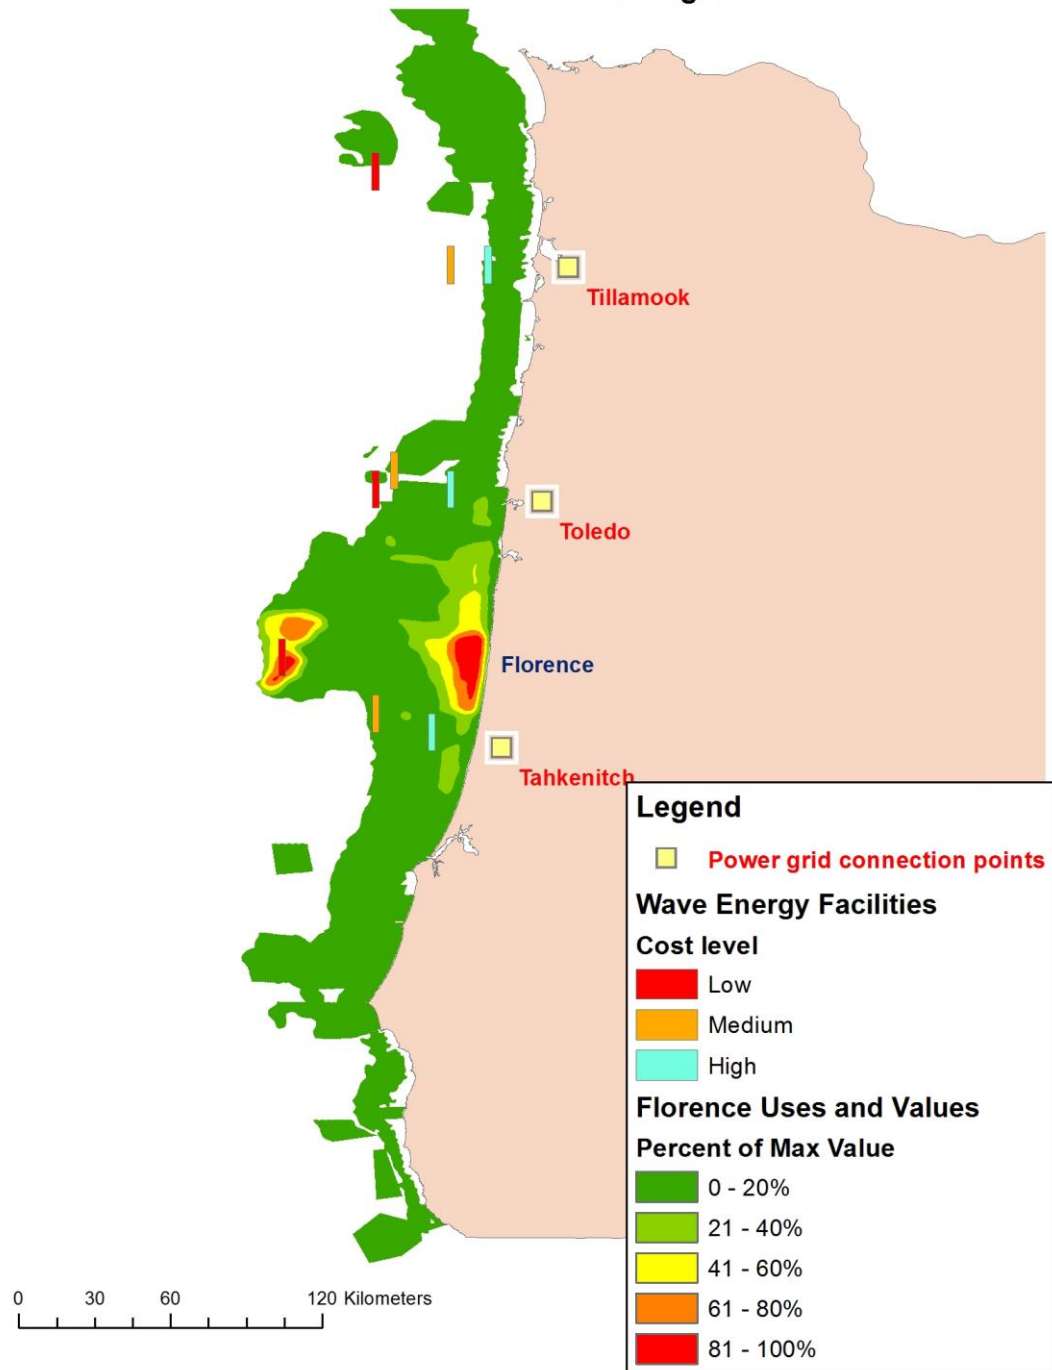 Tillamook
Toledo
Florence
Tahkenitch
Legend
Power grid connection points
Wave Energy Facilities
Cost level
Low
Medium
High
Florence Uses and Values
Percent of Max Value
0 - 20%
21 - 40%
41 - 60%
61 - 80%
81 - 100%
0 30 60 120 Kilometers